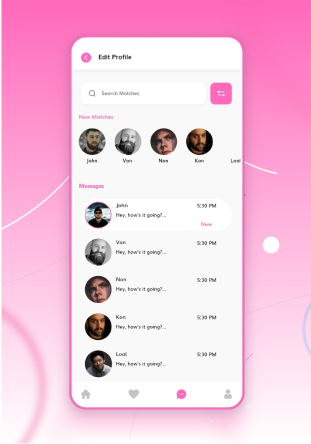 Edit Profile
Search Matches
New Matches
John
Von
Non
Kon
Loal
Messages
John
5:30 PM
Hey, how's it going?...
New
Von
5:30 PM
Hey, how's it going?...
Non
5:30 PM
Hey, how's it going?...
Kon
5:30 PM
Hey, how's it going?...
Loal
5:30 PM
Hey, how's it going?...